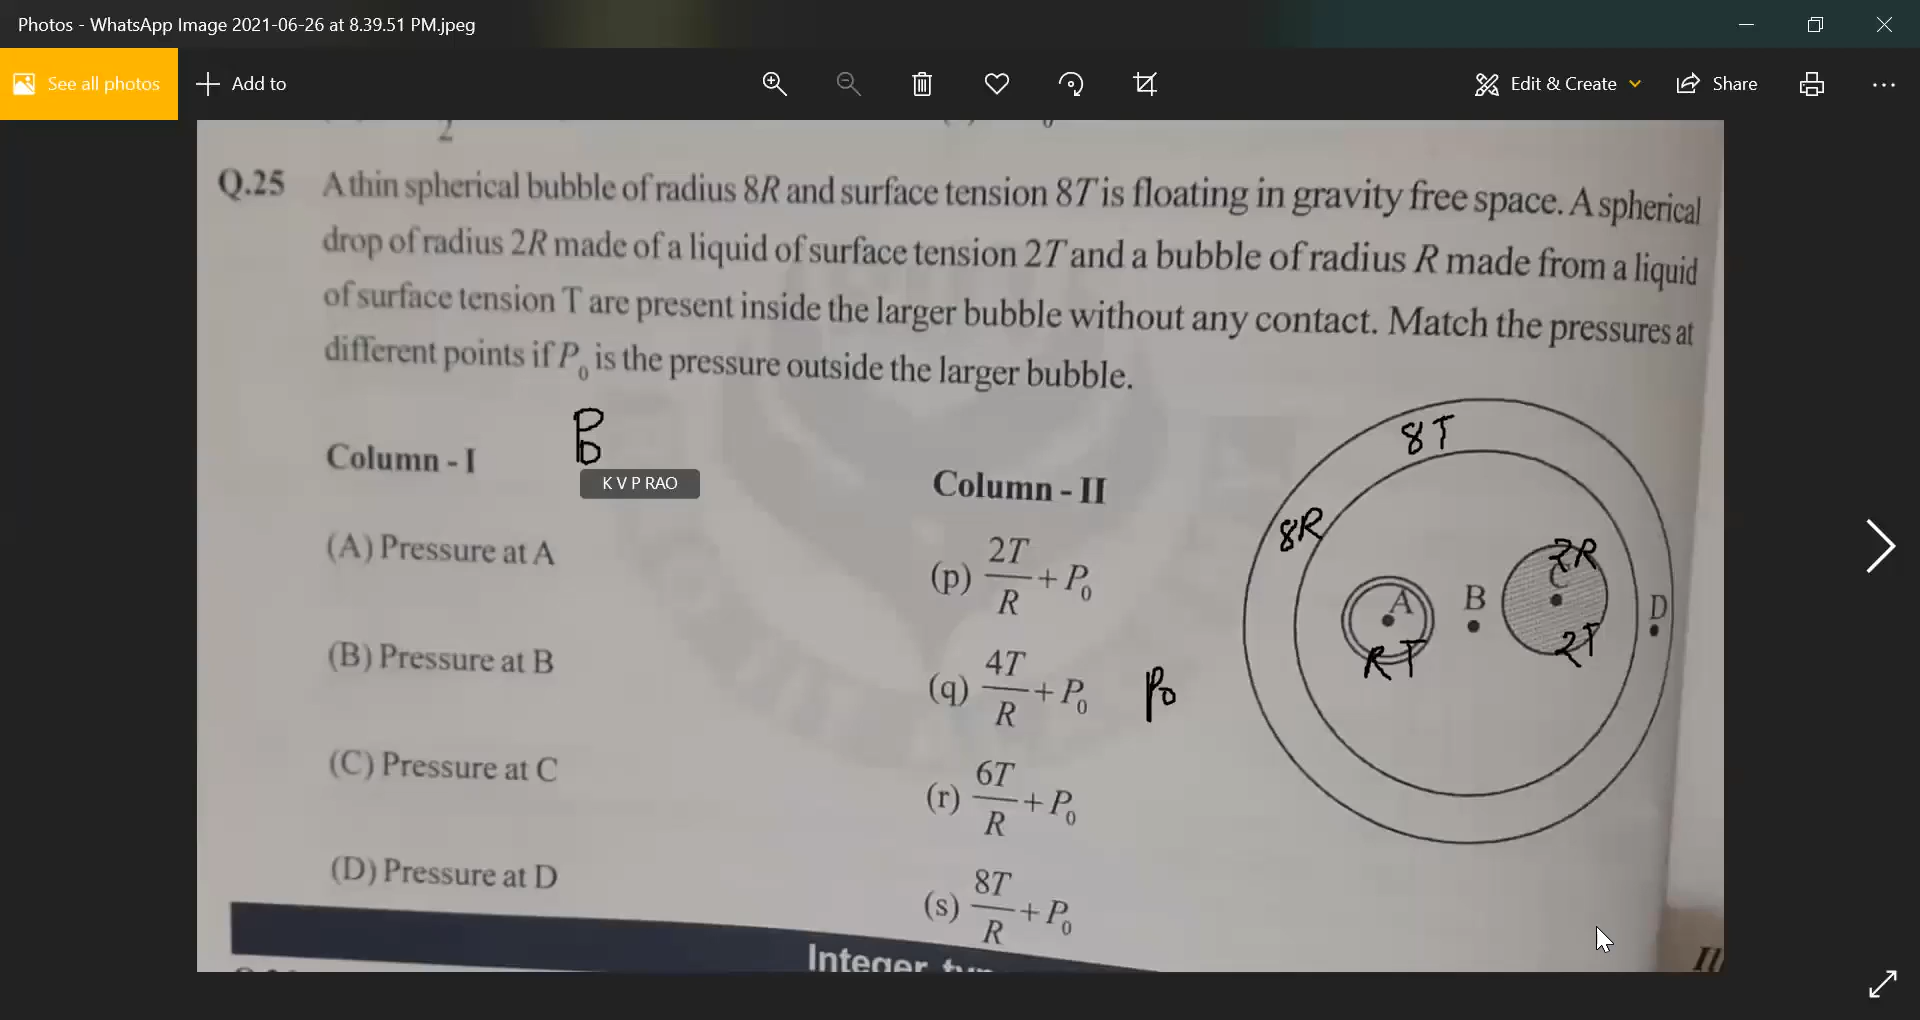 Photos - WhatsApp Image 2021-06-26 at 8.39.51 PM.jpeg
See all photos
Add to
Edit & Create
Share
2
0
Q.25 A thin spherical bubble of radius 8R and surface tension 8T is floating in gravity free space. A spherical
drop of radius 2R made of a liquid of surface tension 2T and a bubble of radius R made from a liquid
of surface tension T are present inside the larger bubble without any contact. Match the pressures at
different points if P₀ is the pressure outside the larger bubble.
Column - I
K V P RAO
Column - II
(A) Pressure at A
(p) 2T/R + P₀
(B) Pressure at B
(q) 4T/R + P₀
(C) Pressure at C
(r) 6T/R + P₀
(D) Pressure at D
(s) 8T/R + P₀
P₀
8T
8R
2R
A
B
C
D
RT
2T
Integer